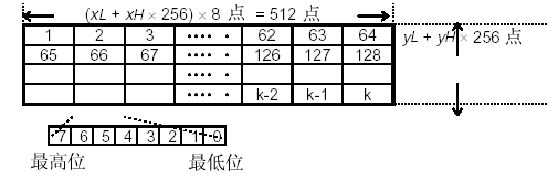 (xL + xH × 256) × 8 点 = 512 点
1 2 3 ···· · 62 63 64
yL + yH × 256 点
65 66 67 ···· · 126 127 128
···· ·
···· · k-2 k-1 k
7 6 5 4 3 2 1 0
最高位 最低位